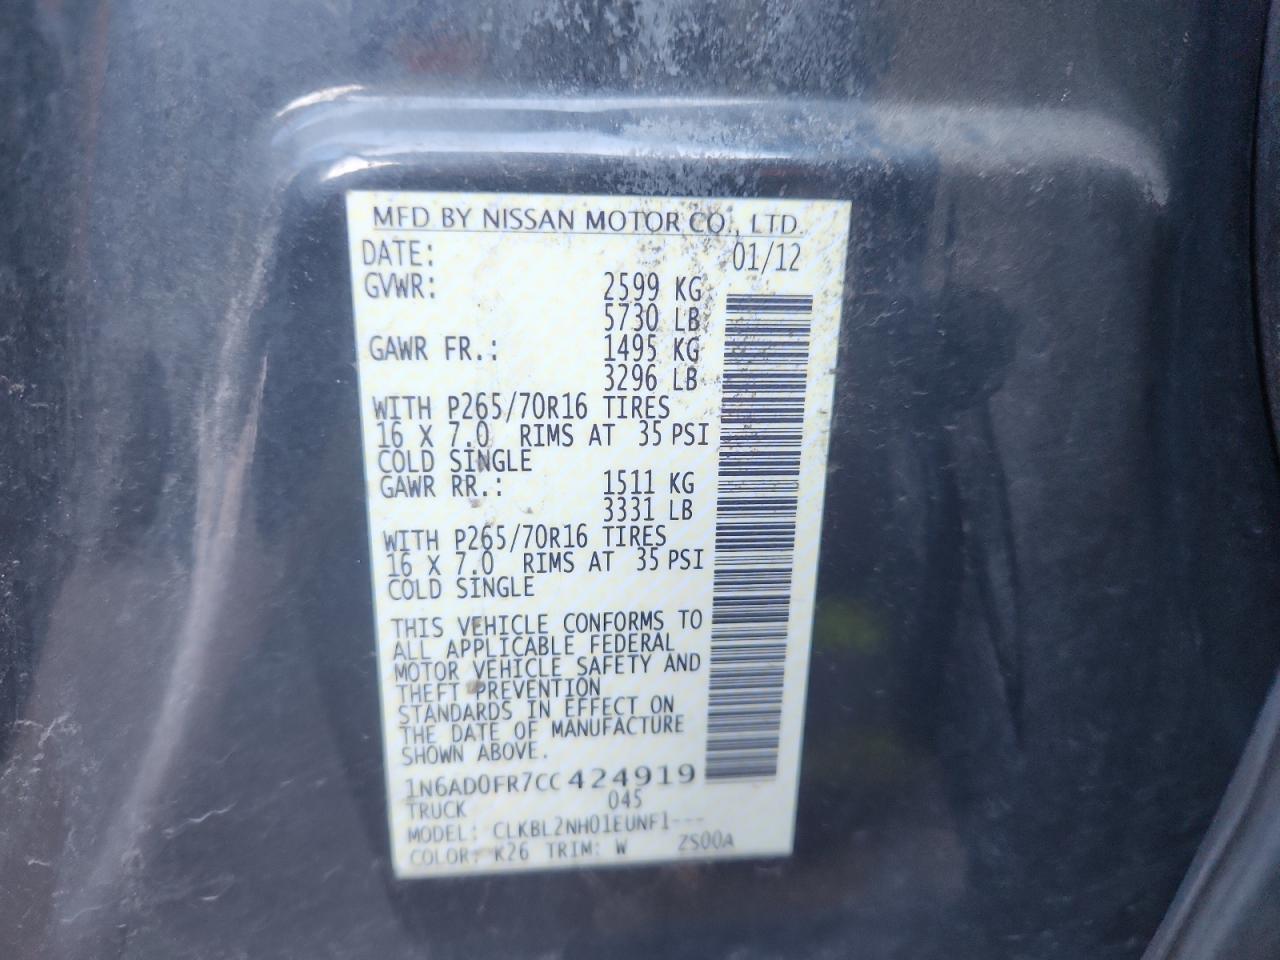 MFD BY NISSAN MOTOR CO., LTD.
DATE: 01/12
GVWR: 2599 KG
5730 LB
GAWR FR.: 1495 KG
3296 LB
WITH P265/70R16 TIRES
16 X 7.0 RIMS AT 35 PSI
COLD SINGLE
GAWR RR.: 1511 KG
3331 LB
WITH P265/70R16 TIRES
16 X 7.0 RIMS AT 35 PSI
COLD SINGLE
THIS VEHICLE CONFORMS TO
ALL APPLICABLE FEDERAL
MOTOR VEHICLE SAFETY AND
THEFT PREVENTION
STANDARDS IN EFFECT ON
THE DATE OF MANUFACTURE
SHOWN ABOVE.
1N6AD0FR7CC 424919
TRUCK 045
MODEL: CLKBL2NH01EUNF1---
COLOR: K26 TRIM: W ZS00A